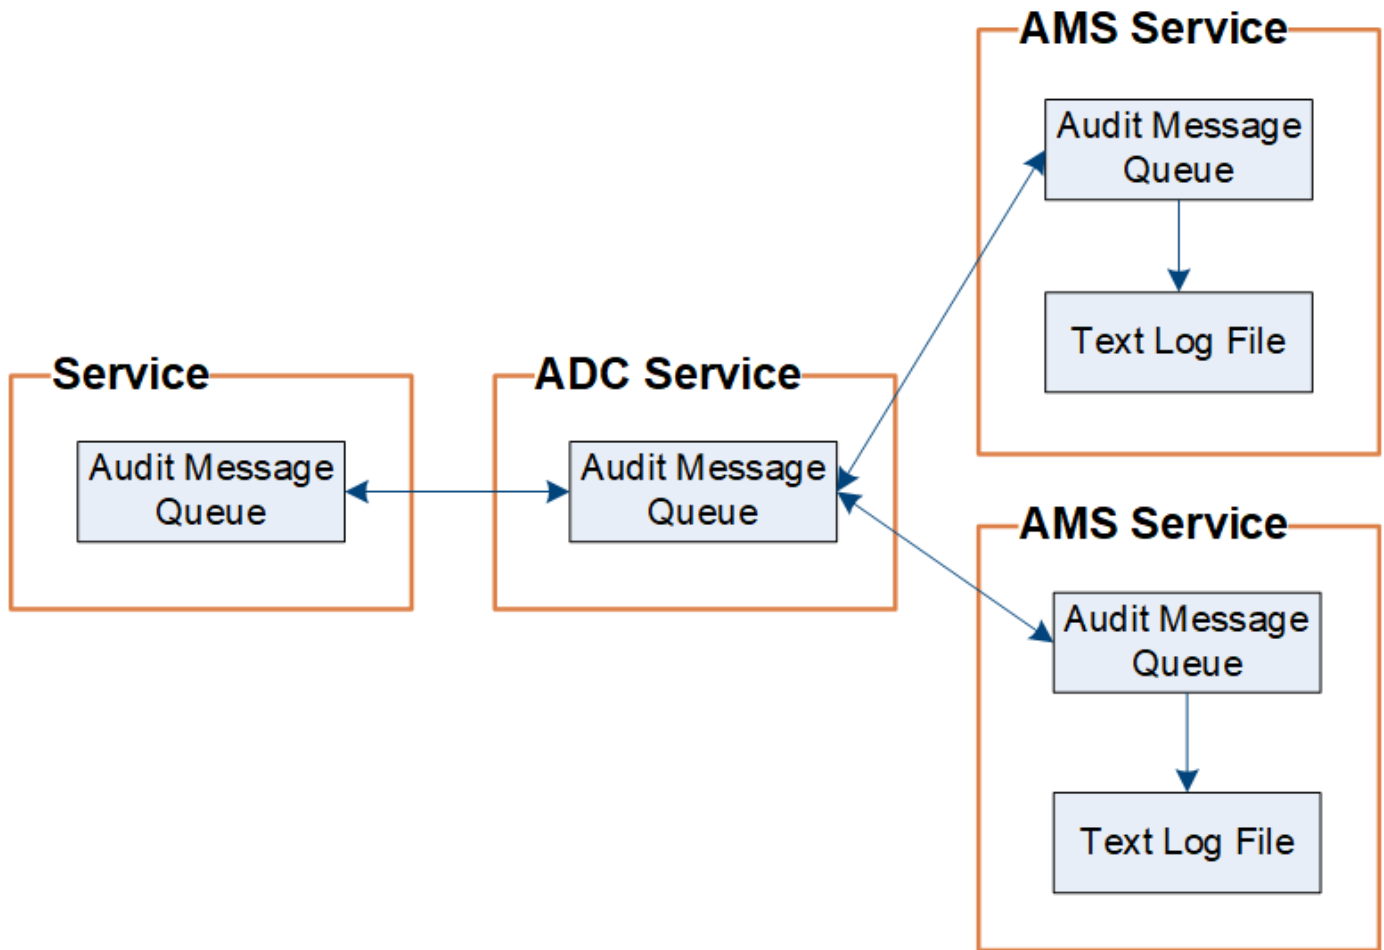 Service
Audit Message
Queue
ADC Service
Audit Message
Queue
AMS Service
Audit Message
Queue
Text Log File
AMS Service
Audit Message
Queue
Text Log File